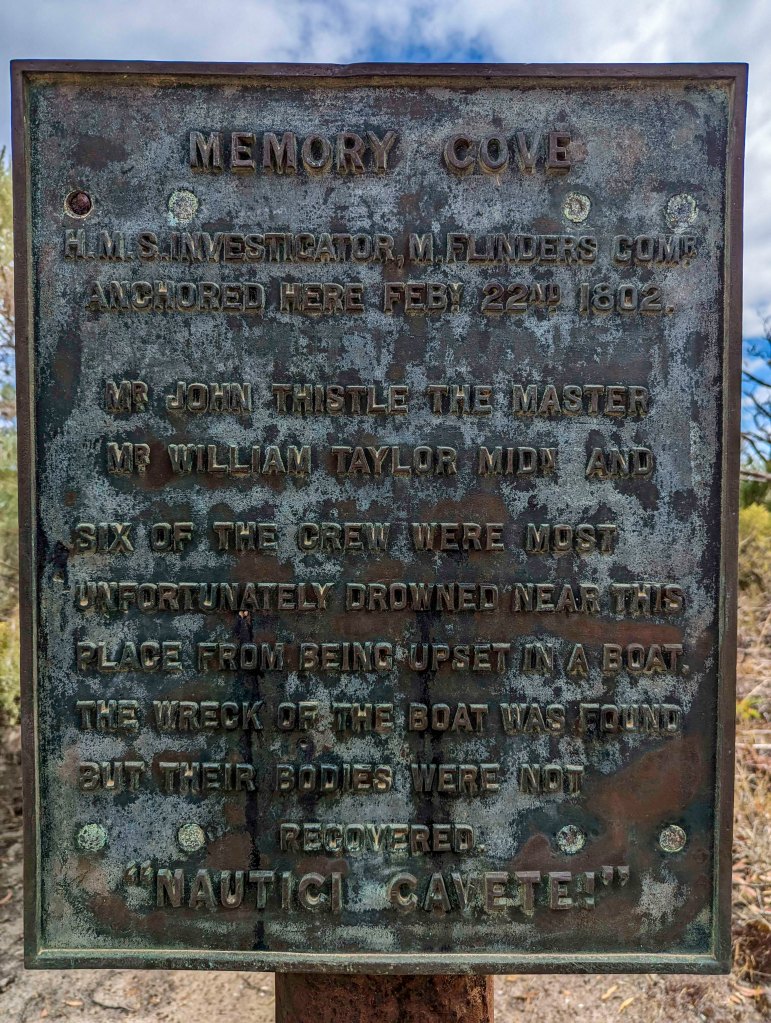 MEMORY COVE
H.M.S. INVESTIGATOR, M. FLINDERS COMR
ANCHORED HERE FEBY 22ND 1802.
MR JOHN THISTLE THE MASTER
MR WILLIAM TAYLOR MIDN AND
SIX OF THE CREW WERE MOST
UNFORTUNATELY DROWNED NEAR THIS
PLACE FROM BEING UPSET IN A BOAT.
THE WRECK OF THE BOAT WAS FOUND
BUT THEIR BODIES WERE NOT
RECOVERED.
"NAUTICI CAVETE!"